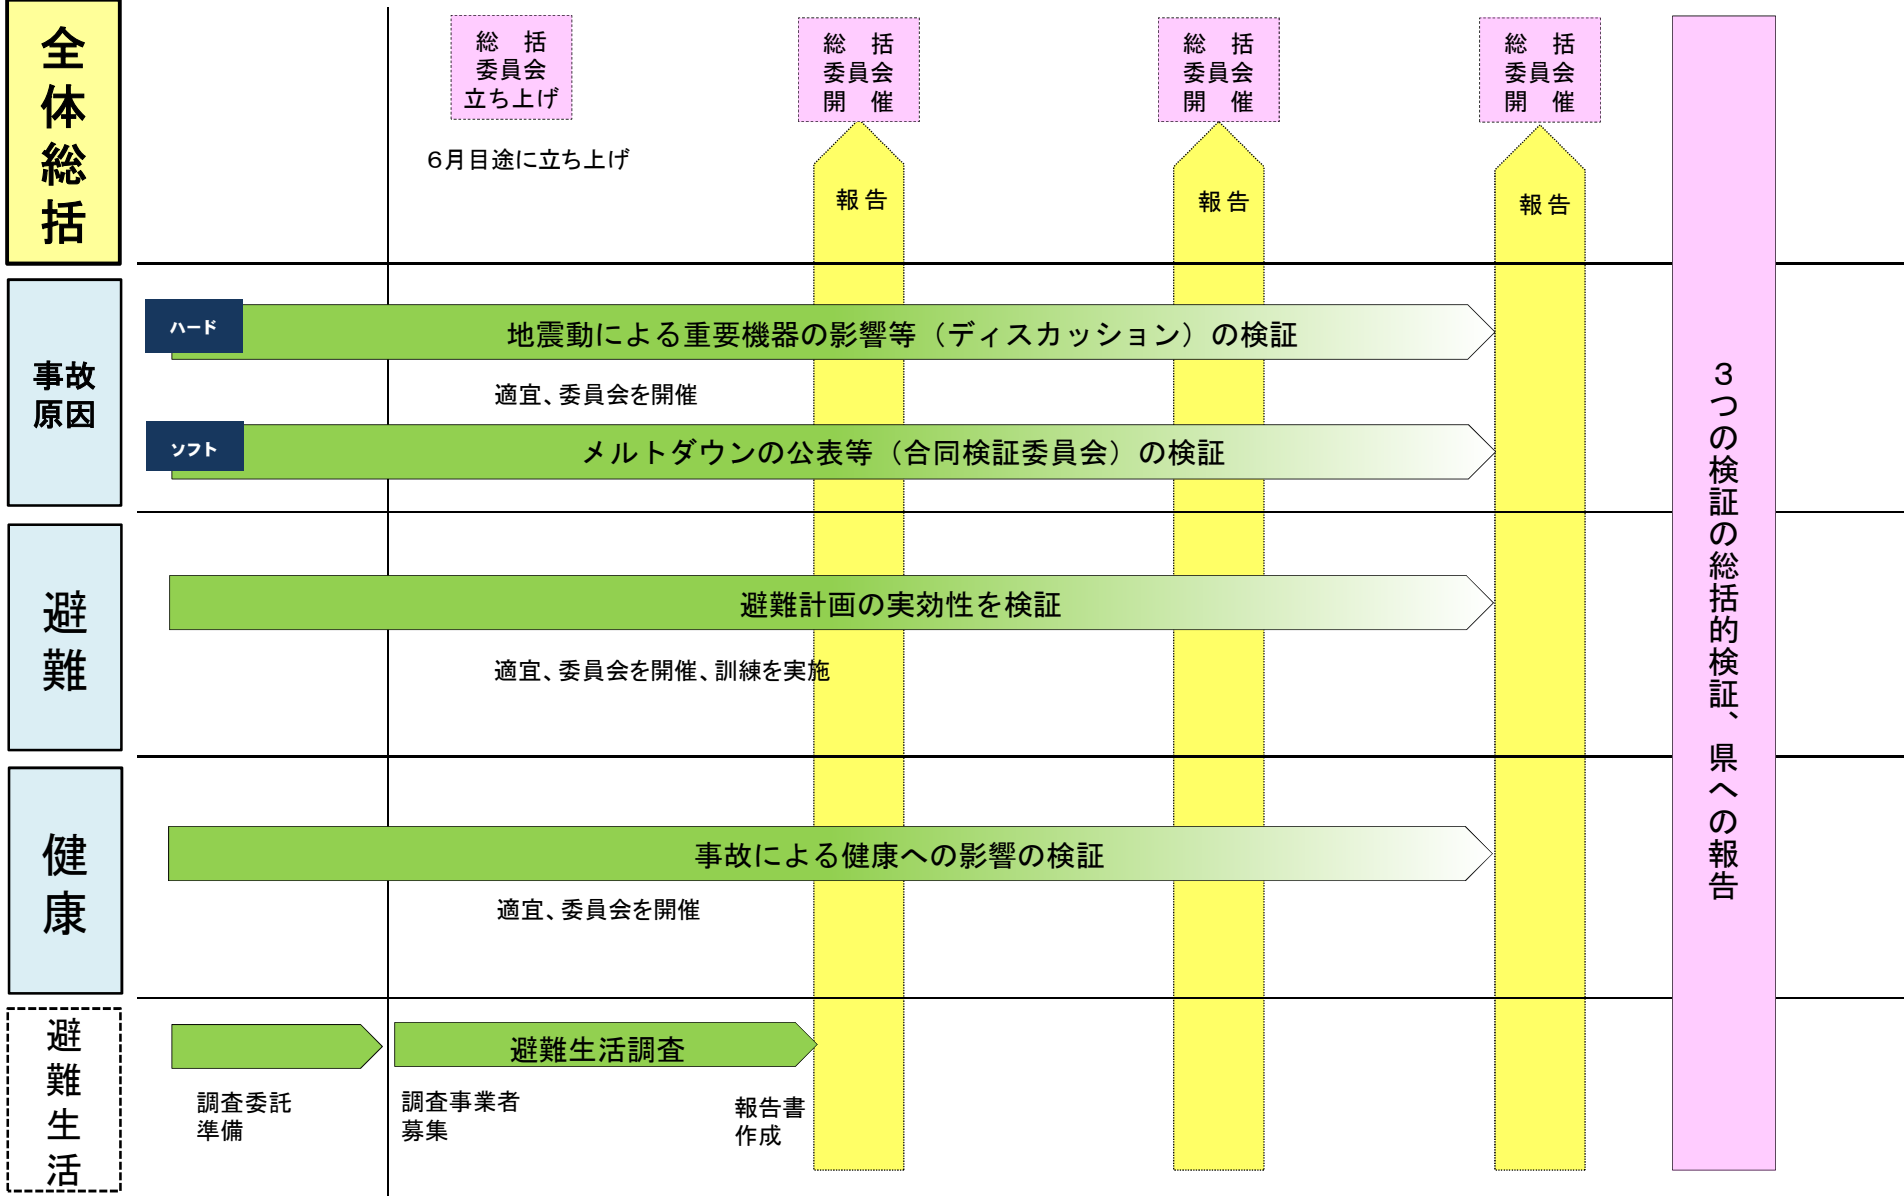 全体総括
総　括
委員会
立ち上げ
６月目途に立ち上げ
総　括
委員会
開　催
報 告
総　括
委員会
開　催
報 告
総　括
委員会
開　催
報 告
事故
原因
ハード
地震動による重要機器の影響等（ディスカッション）の検証
適宜、委員会を開催
ソフト
メルトダウンの公表等（合同検証委員会）の検証
避難
避難計画の実効性を検証
適宜、委員会を開催、訓練を実施
健康
事故による健康への影響の検証
適宜、委員会を開催
避難生活
調査委託
準備
避難生活調査
調査事業者
募集
報告書
作成
３つの検証の総括的検証、県への報告